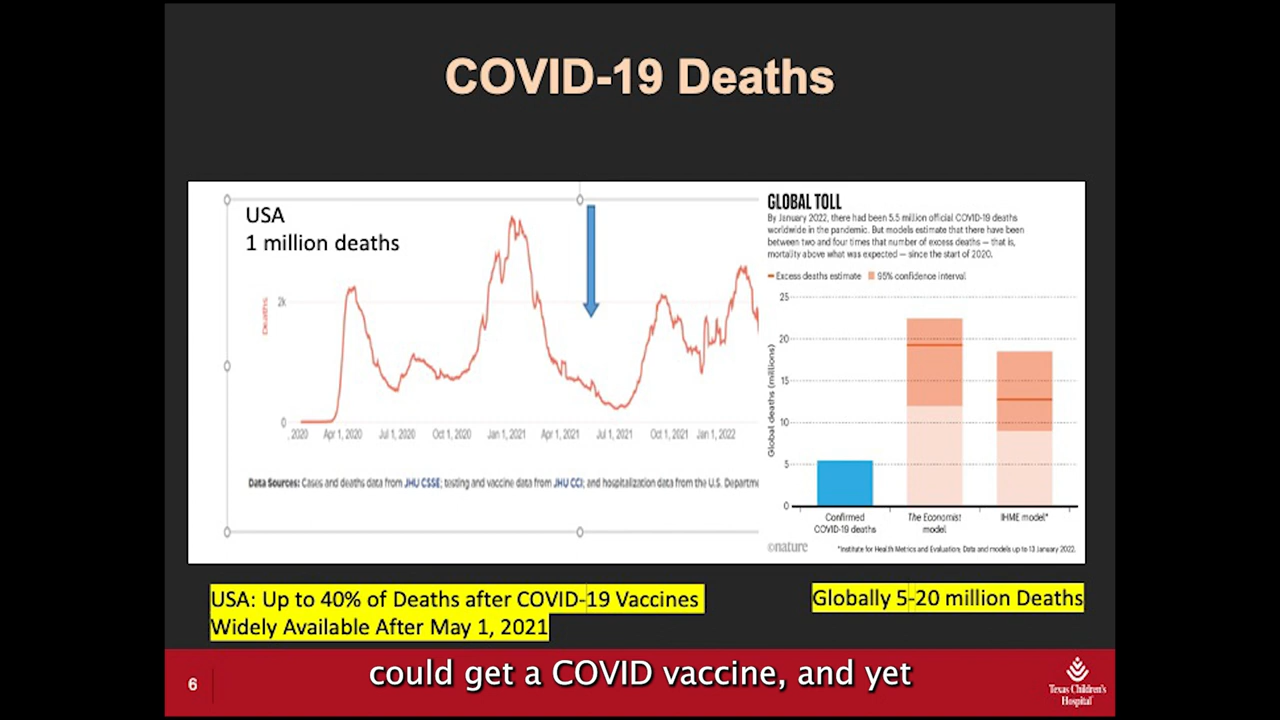 COVID-19 Deaths
USA
1 million deaths
Deaths
2k
0
, 2020
Apr 1, 2020
Jul 1, 2020
Oct 1, 2020
Jan 1, 2021
Apr 1, 2021
Jul 1, 2021
Oct 1, 2021
Jan 1, 2022
Data Sources: Cases and deaths data from JHU CSSE; testing and vaccine data from JHU CCI; and hospitalization data from the U.S. Departme
GLOBAL TOLL
By January 2022, there had been 5.5 million official COVID-19 deaths
worldwide in the pandemic. But models estimate that there have been
between two and four times that number of excess deaths — that is,
mortality above what was expected — since the start of 2020.
Excess deaths estimate 95% confidence interval
Global deaths (millions)
25
20
15
10
5
0
Confirmed
COVID-19 deaths
The Economist
model
IHME model*
©nature
*Institute for Health Metrics and Evaluation; Data and models up to 13 January 2022.
USA: Up to 40% of Deaths after COVID-19 Vaccines
Widely Available After May 1, 2021
Globally 5-20 million Deaths
6
could get a COVID vaccine, and yet
Texas Children's
Hospital